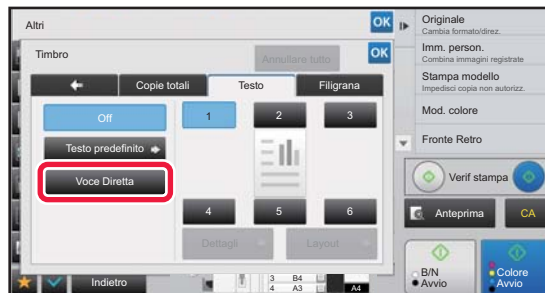 Altri
OK
Timbro
Annullare tutto
OK
Copie totali
Testo
Filigrana
Off
Testo predefinito
Voce Diretta
1
2
3
4
5
6
Dettagli
Layout
Indietro
3 B4
4 A3
A4
Originale
Cambia formato/direz.
Imm. person.
Combina immagini registrate
Stampa modello
Impedisci copia non autorizz.
Mod. colore
Fronte Retro
Verif stampa
Anteprima
CA
B/N
Avvio
Colore
Avvio